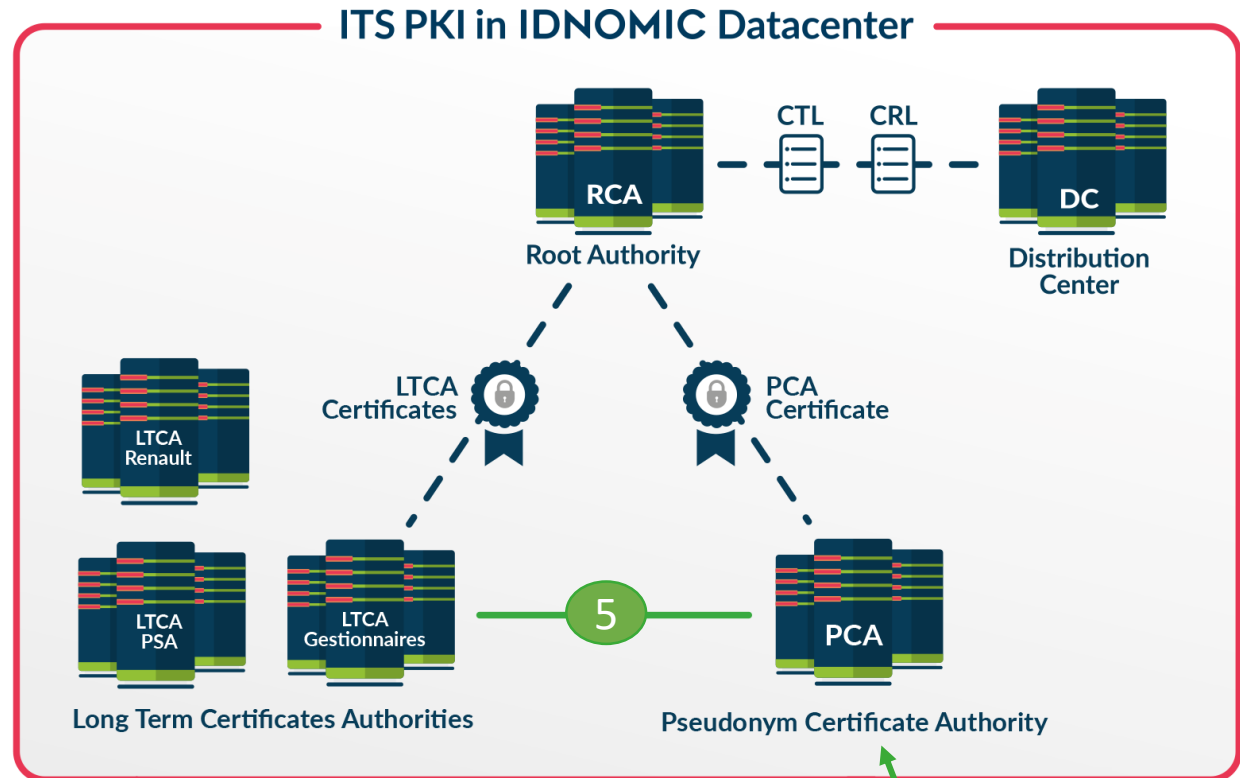 ITS PKI in IDNOMIC Datacenter
CTL
CRL
RCA
DC
Root Authority
Distribution
Center
LTCA
Certificates
PCA
Certificate
LTCA
Renault
LTCA
PSA
LTCA
Gestionnaires
5
PCA
Long Term Certificates Authorities
Pseudonym Certificate Authority